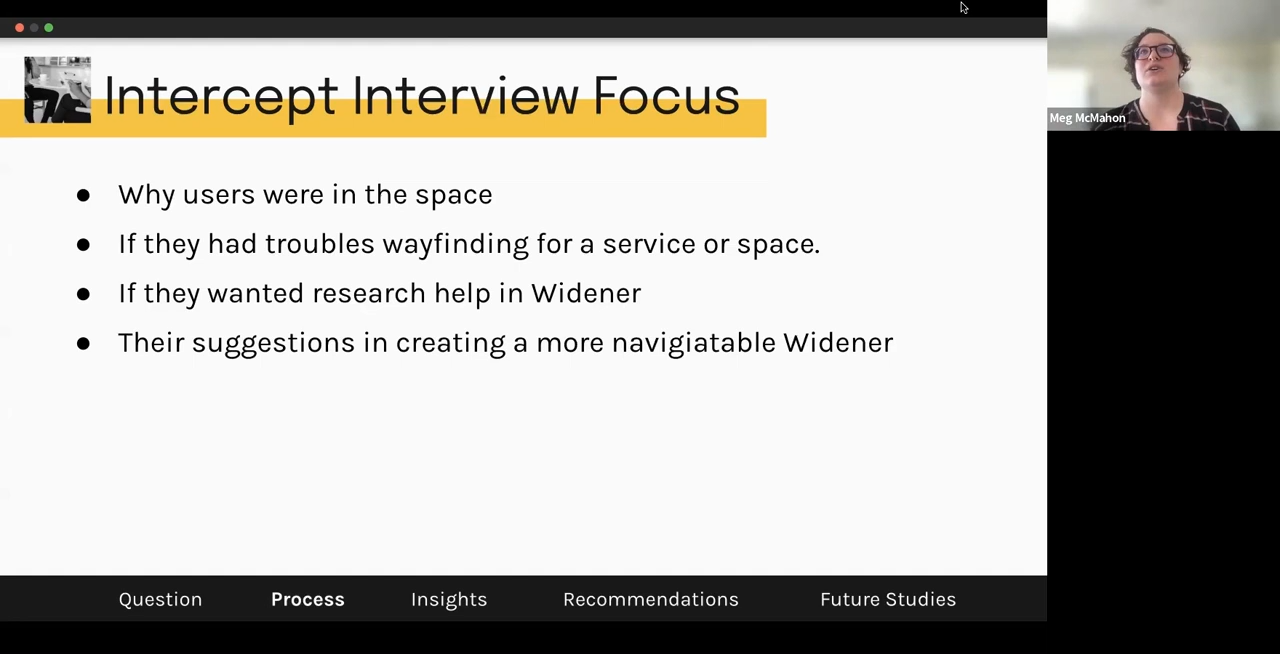 Intercept Interview Focus
● Why users were in the space
● If they had troubles wayfinding for a service or space.
● If they wanted research help in Widener
● Their suggestions in creating a more navigiatable Widener
Question Process Insights Recommendations Future Studies
Meg McMahon